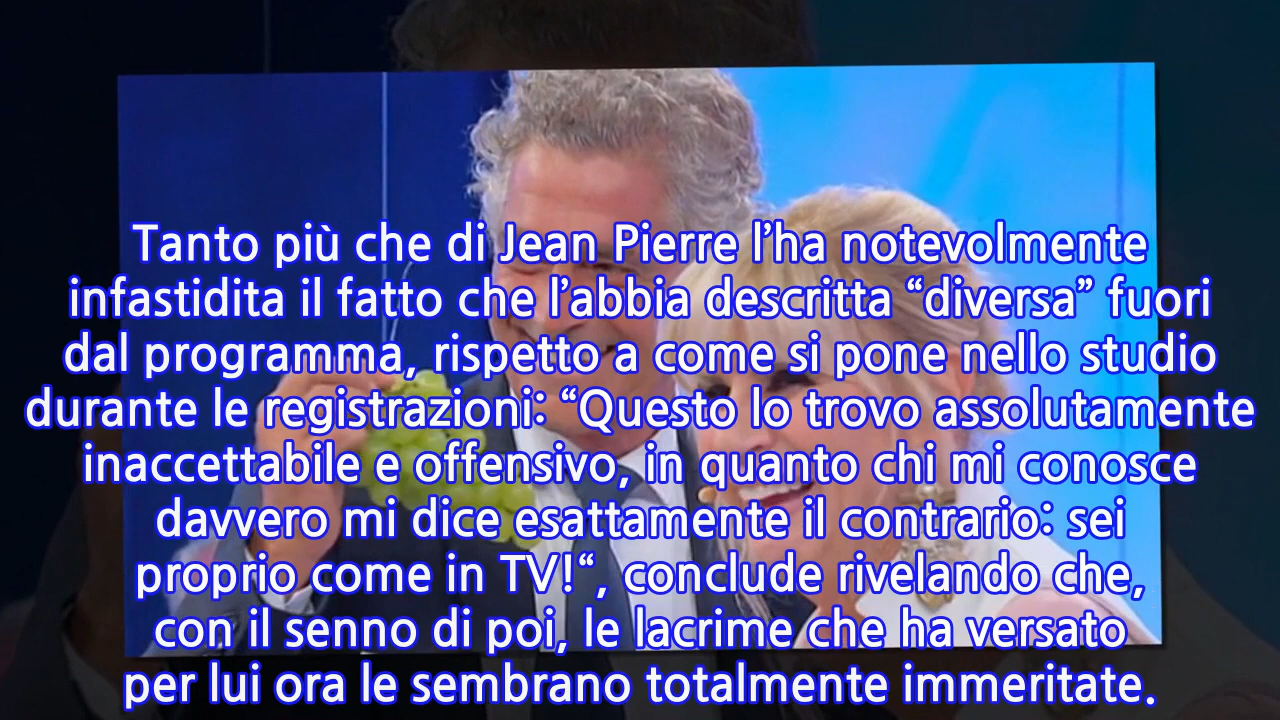 Tanto più che di Jean Pierre l’ha notevolmente
infastidita il fatto che l’abbia descritta “diversa” fuori
dal programma, rispetto a come si pone nello studio
durante le registrazioni: “Questo lo trovo assolutamente
inaccettabile e offensivo, in quanto chi mi conosce
davvero mi dice esattamente il contrario: sei
proprio come in TV!“, conclude rivelando che,
con il senno di poi, le lacrime che ha versato
per lui ora le sembrano totalmente immeritate.